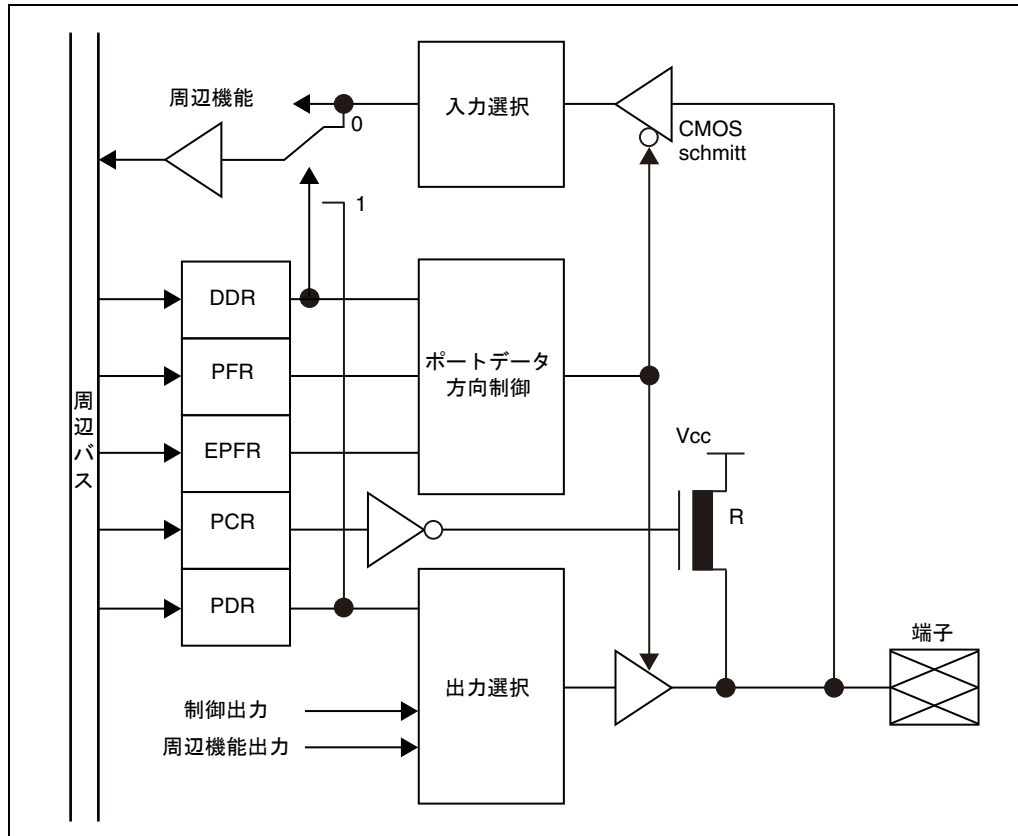 周辺機能
0
入力選択
CMOS
schmitt
1
DDR
PFR
EPFR
PCR
PDR
周辺バス
ポートデータ
方向制御
Vcc
R
端子
出力選択
制御出力
周辺機能出力